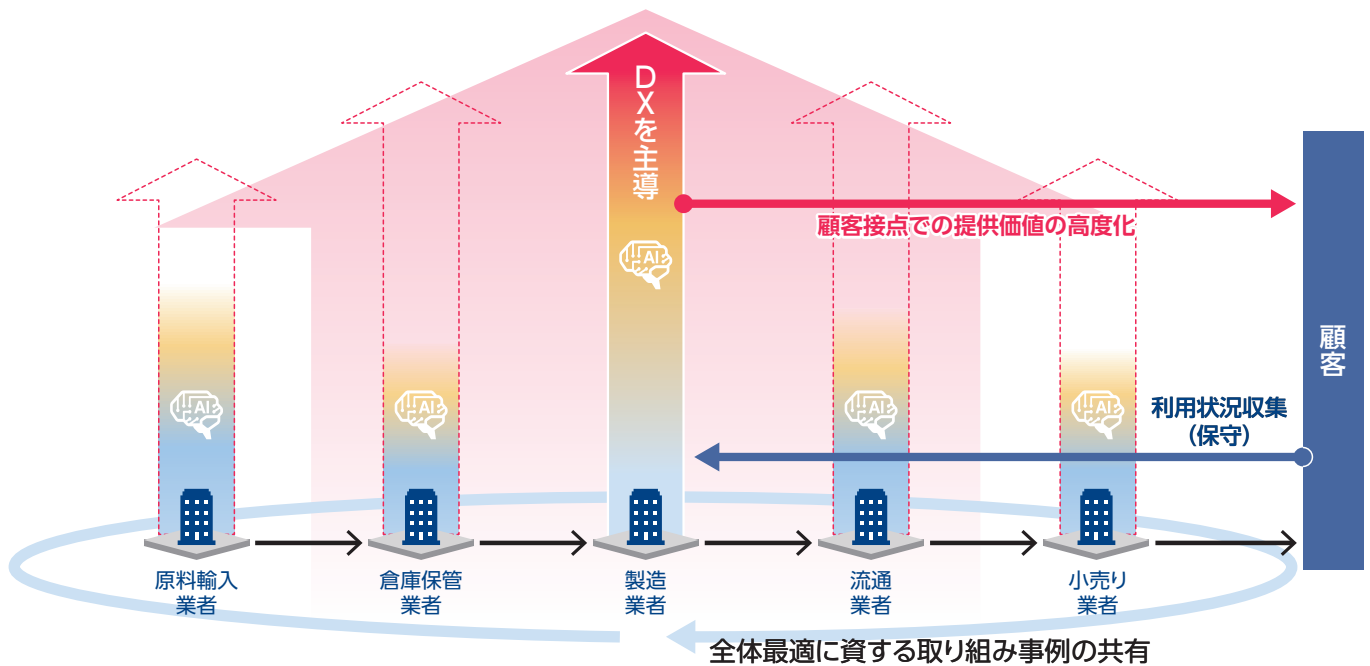 DXを主導
顧客接点での提供価値の高度化
AI
AI
AI
AI
AI
顧客
利用状況収集
（保守）
原料輸入
業者
倉庫保管
業者
製造
業者
流通
業者
小売り
業者
全体最適に資する取り組み事例の共有